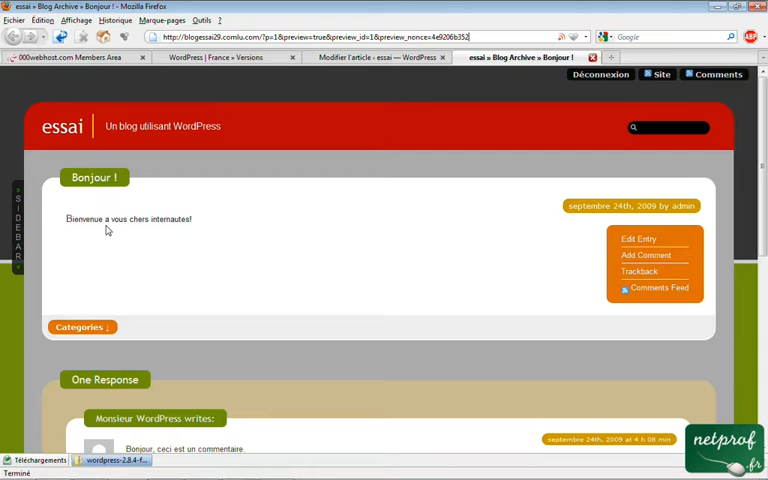 essai » Blog Archive » Bonjour ! - Mozilla Firefox
Fichier Édition Affichage Historique Marque-pages Outils ?
http://blogessai29.comlu.com/?p=1&preview=true&preview_id=1&preview_nonce=4e9206b352
Google
000webhost.com Members Area
WordPress | France » Versions
Modifier l'article ‹ essai — WordPress
essai » Blog Archive » Bonjour !
Déconnexion
Site
Comments
essai
Un blog utilisant WordPress
Bonjour !
septembre 24th, 2009 by admin
Bienvenue a vous chers internautes!
> SIDEBAR <
Edit Entry
Add Comment
Trackback
Comments Feed
Categories ↓
One Response
Monsieur WordPress writes:
septembre 24th, 2009 at 4 h 08 min
Bonjour, ceci est un commentaire.
Téléchargements
wordpress-2.8.4-f...
Terminé
netprof
.fr
ABP